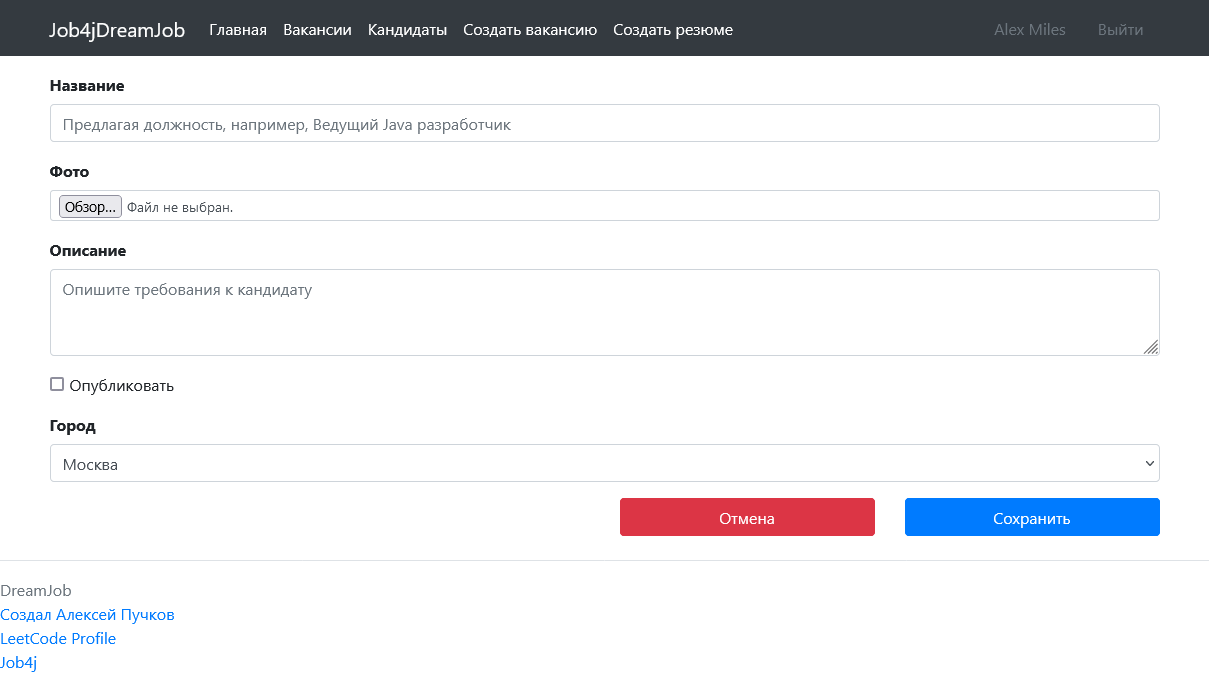 Job4jDreamJob Главная Вакансии Кандидаты Создать вакансию Создать резюме Alex Miles Выйти
Название
Предлагая должность, например, Ведущий Java разработчик
Фото
Обзор... Файл не выбран.
Описание
Опишите требования к кандидату
Опубликовать
Город
Москва
Отмена Сохранить
DreamJob
Создал Алексей Пучков
LeetCode Profile
Job4j